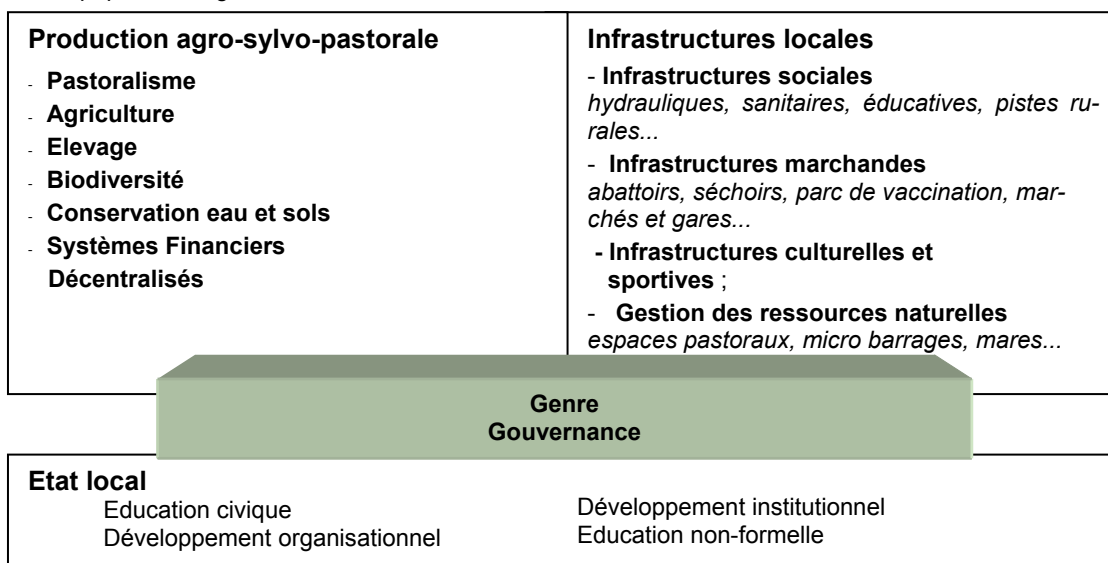 Production agro-sylvo-pastorale
- Pastoralisme
- Agriculture
- Elevage
- Biodiversité
- Conservation eau et sols
- Systèmes Financiers
Décentralisés
Infrastructures locales
- Infrastructures sociales
hydrauliques, sanitaires, éducatives, pistes ru-
rales...
- Infrastructures marchandes
abattoirs, séchoirs, parc de vaccination, mar-
chés et gares...
- Infrastructures culturelles et
sportives ;
- Gestion des ressources naturelles
espaces pastoraux, micro barrages, mares...
Genre
Gouvernance
Etat local
Education civique
Développement organisationnel
Développement institutionnel
Education non-formelle